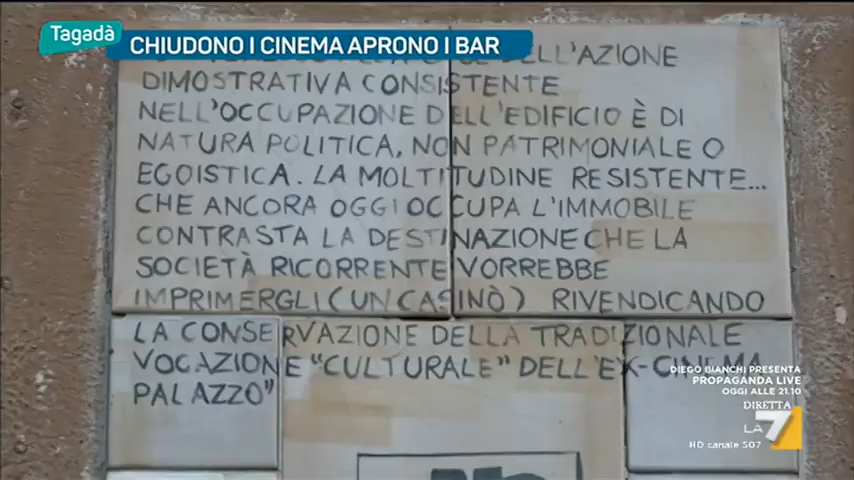 Tagadà
CHIUDONO I CINEMA APRONO I BAR
DELL'AZIONE
DIMOSTRATIVA CONSISTENTE
NELL'OCCUPAZIONE DELL'EDIFICIO È DI
NATURA POLITICA, NON PATRIMONIALE O
EGOISTICA. LA MOLTITUDINE RESISTENTE...
CHE ANCORA OGGI OCCUPA L'IMMOBILE
CONTRASTA LA DESTINAZIONE CHE LA
SOCIETÀ RICORRENTE VORREBBE
IMPRIMERGLI (UN CASINÒ) RIVENDICANDO
LA CONSERVAZIONE DELLA TRADIZIONALE
VOCAZIONE "CULTURALE" DELL'EX-CINEMA
PALAZZO"
DIEGO BIANCHI PRESENTA
PROPAGANDA LIVE
OGGI ALLE 21.10
DIRETTA
LA7
HD canale 507